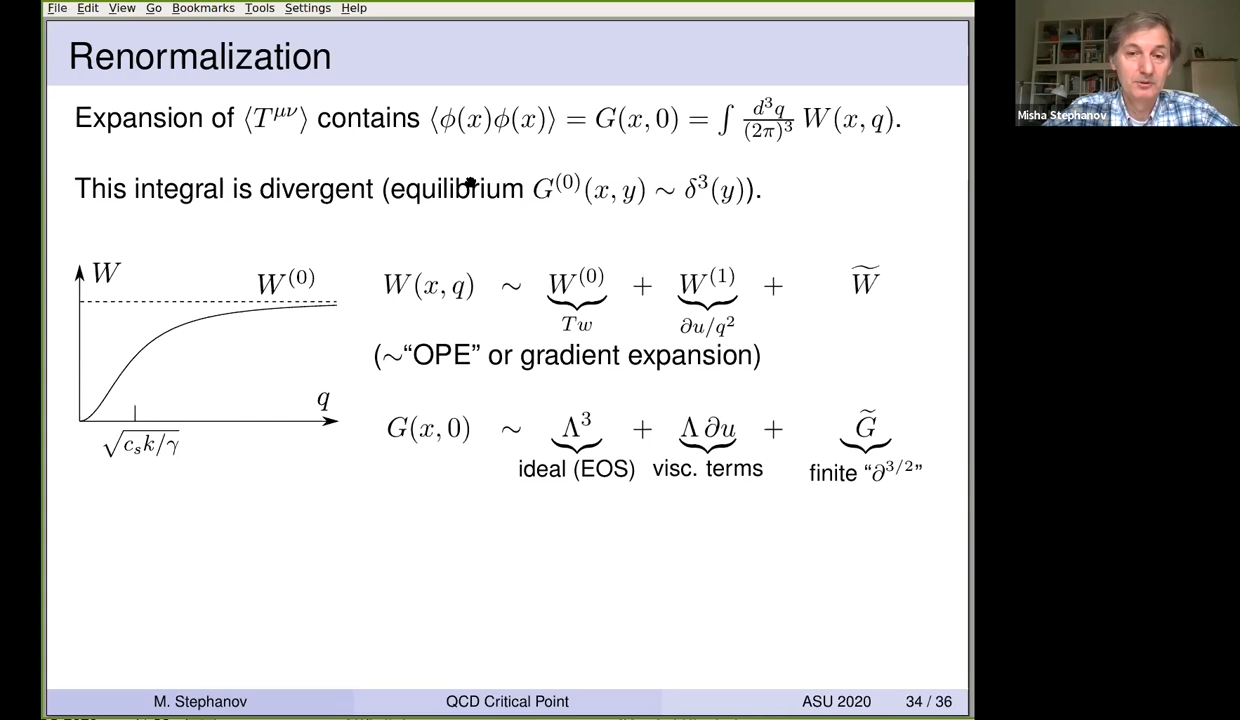 File Edit View Go Bookmarks Tools Settings Help
Renormalization
Expansion of ⟨T^{μν}⟩ contains ⟨φ(x)φ(x)⟩ = G(x, 0) = ∫ d³q/(2π)³ W(x, q).
This integral is divergent (equilibrium G^{(0)}(x, y) ∼ δ³(y)).
W
W^{(0)}
q
√(c_s k/γ)
W(x, q) ∼ W^{(0)} + W^{(1)} + W̃
Tw ∂u/q²
(∼“OPE” or gradient expansion)
G(x, 0) ∼ Λ³ + Λ ∂u + G̃
ideal (EOS) visc. terms finite “∂^{3/2}”
M. Stephanov QCD Critical Point ASU 2020 34 / 36
Misha Stephanov